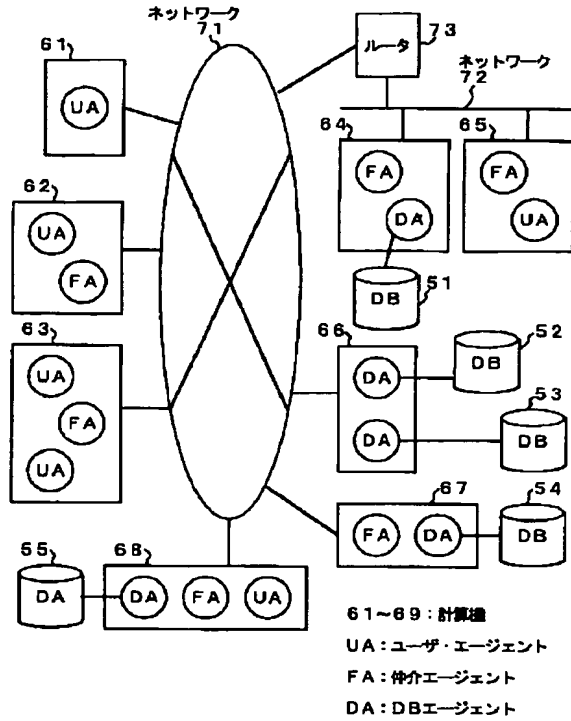 ネットワーク
71
61
UA
ルータ
73
ネットワーク
72
64
65
FA
DA
FA
UA
62
UA
FA
DB
51
63
UA
FA
UA
66
DA
DA
DB
52
DB
53
67
FA
DA
DB
54
55
DA
68
DA
FA
UA
61～69：計算機
UA：ユーザ・エージェント
FA：仲介エージェント
DA：DBエージェント